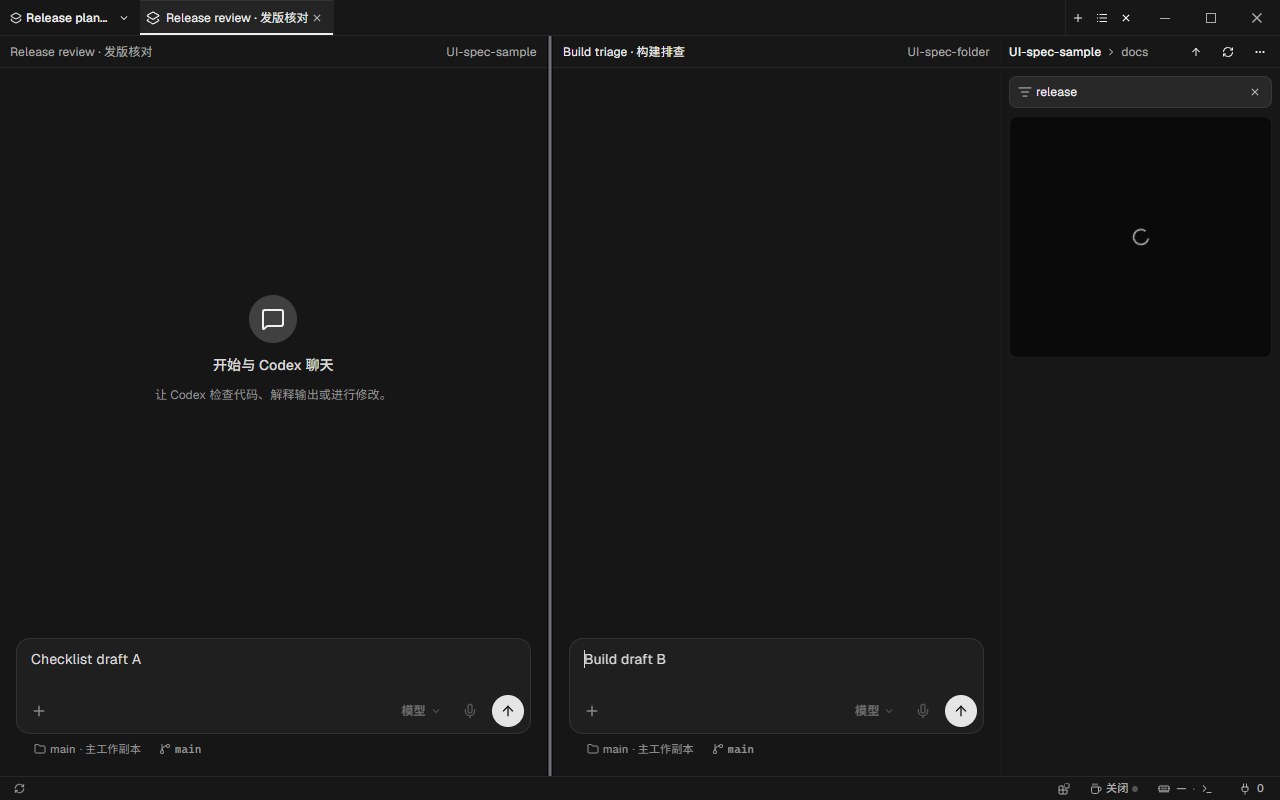 Release plan...
Release review · 发版核对
Release review · 发版核对
UI-spec-sample
Build triage · 构建排查
UI-spec-folder
UI-spec-sample > docs
release
开始与 Codex 聊天
让 Codex 检查代码、解释输出或进行修改。
Checklist draft A
模型
main · 主工作副本
main
Build draft B
模型
main · 主工作副本
main
关闭
0